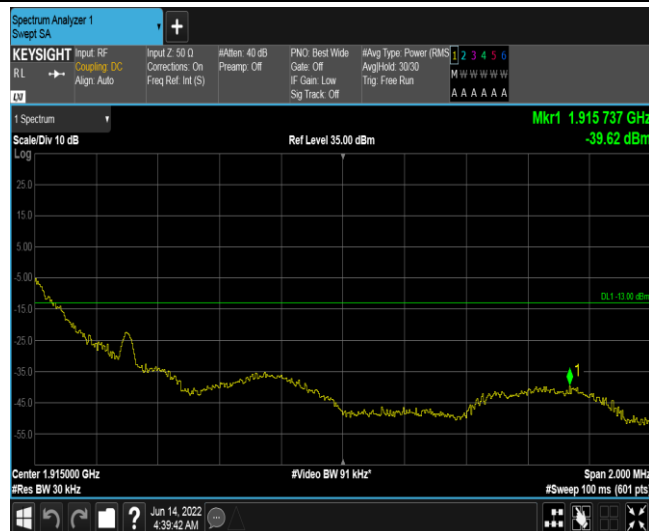 Spectrum Analyzer 1
Swept SA
+
KEYSIGHT
RL
LXI
Input: RF
Coupling: DC
Align: Auto
Input Z: 50 Ω
Corrections: On
Freq Ref: Int (S)
#Atten: 40 dB
Preamp: Off
PNO: Best Wide
Gate: Off
IF Gain: Low
Sig Track: Off
#Avg Type: Power (RMS
Avg|Hold: 30/30
Trig: Free Run
1 2 3 4 5 6
M W W W W W
A A A A A A
1 Spectrum
Mkr1 1.915 737 GHz
Scale/Div 10 dB
Ref Level 35.00 dBm
-39.62 dBm
Log
25.0
15.0
5.00
-5.00
DL1 -13.00 dBm
-15.0
-25.0
-35.0
1
-45.0
-55.0
Center 1.915000 GHz
#Video BW 91 kHz*
Span 2.000 MHz
#Res BW 30 kHz
#Sweep 100 ms (601 pts)
?
Jun 14, 2022
4:39:42 AM